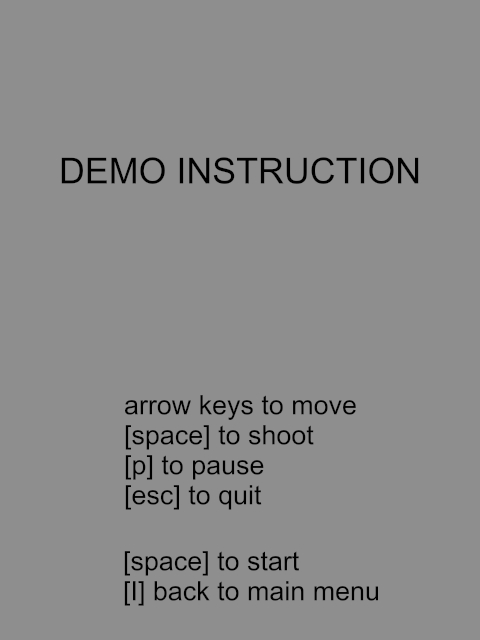 DEMO INSTRUCTION
arrow keys to move
[space] to shoot
[p] to pause
[esc] to quit
[space] to start
[I] back to main menu